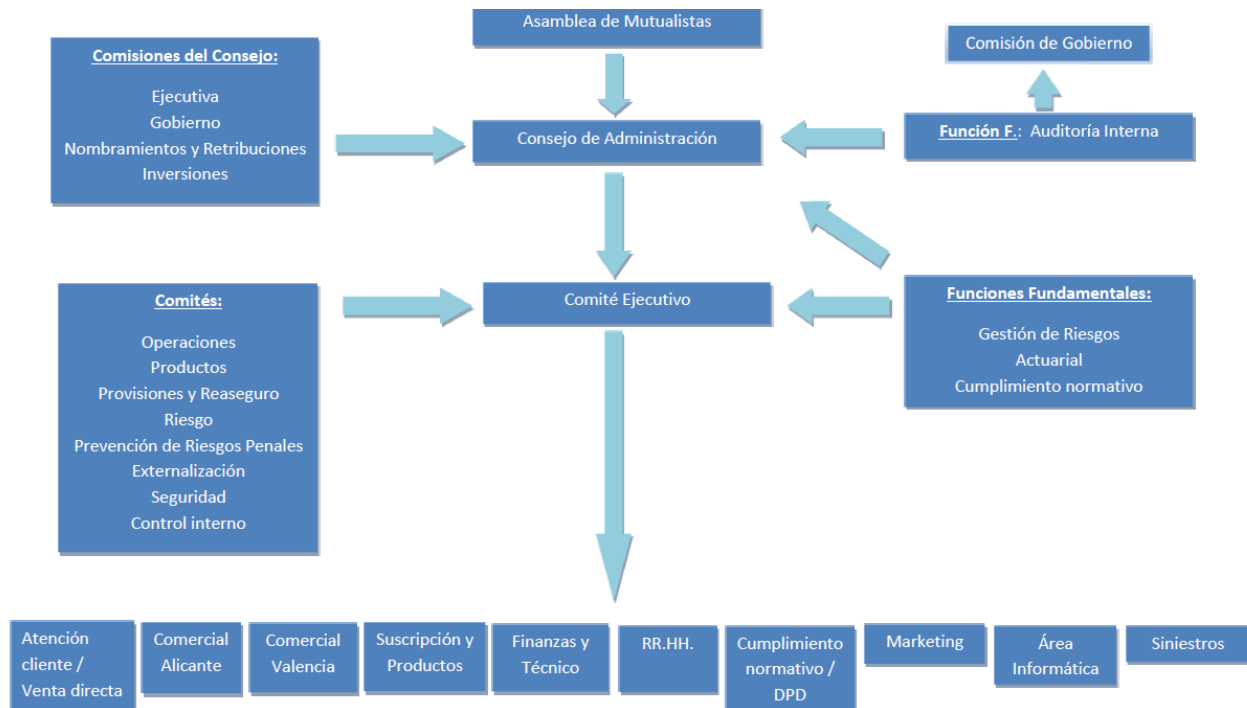 Asamblea de Mutualistas
Comisiones del Consejo:
Ejecutiva
Gobierno
Nombramientos y Retribuciones
Inversiones
Comisión de Gobierno
Consejo de Administración
Función F.: Auditoría Interna
Comités:
Operaciones
Productos
Provisiones y Reaseguro
Riesgo
Prevención de Riesgos Penales
Externalización
Seguridad
Control interno
Comité Ejecutivo
Funciones Fundamentales:
Gestión de Riesgos
Actuarial
Cumplimiento normativo
Atención
cliente /
Venta directa
Comercial
Alicante
Comercial
Valencia
Suscripción y
Productos
Finanzas y
Técnico
RR.HH.
Cumplimiento
normativo /
DPD
Marketing
Área
Informática
Siniestros